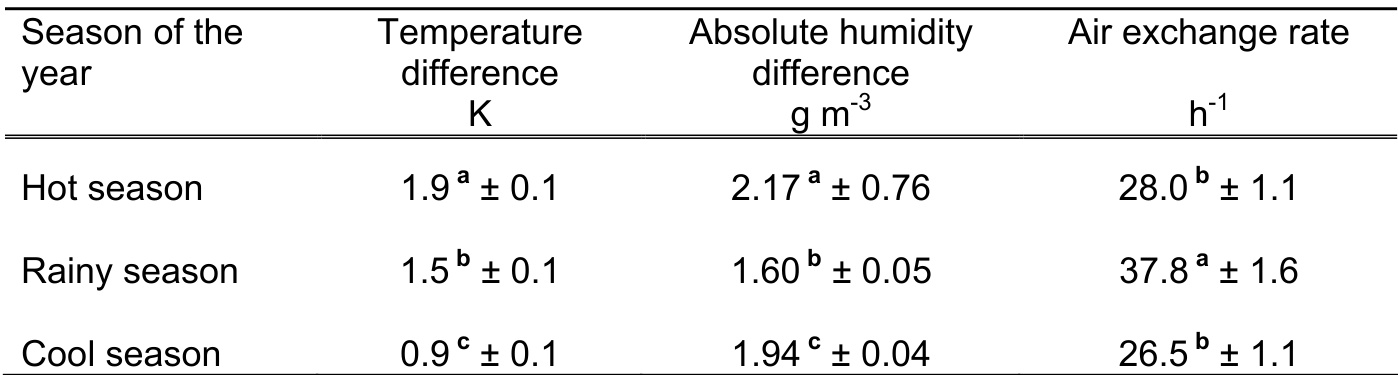 Season of the Temperature Absolute humidity Air exchange rate
year difference difference
K g m-3 h-1
Hot season 1.9 a ± 0.1 2.17 a ± 0.76 28.0 b ± 1.1
Rainy season 1.5 b ± 0.1 1.60 b ± 0.05 37.8 a ± 1.6
Cool season 0.9 c ± 0.1 1.94 c ± 0.04 26.5 b ± 1.1